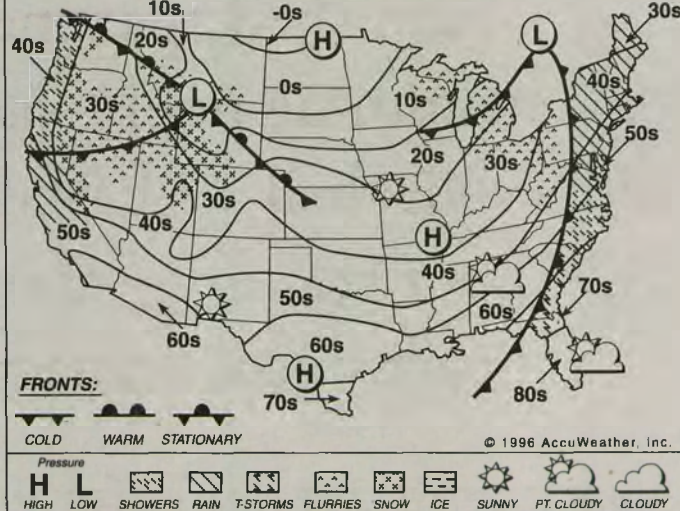 10s -0s 30s
40s 20s H L
0s 40s
30s L 10s
50s
20s 30s
30s
40s
50s H
40s
50s 60s 70s
60s 60s
H
70s 80s
FRONTS:
COLD WARM STATIONARY
© 1996 AccuWeather, Inc.
Pressure
H L
HIGH LOW SHOWERS RAIN T-STORMS FLURRIES SNOW ICE SUNNY PT. CLOUDY CLOUDY